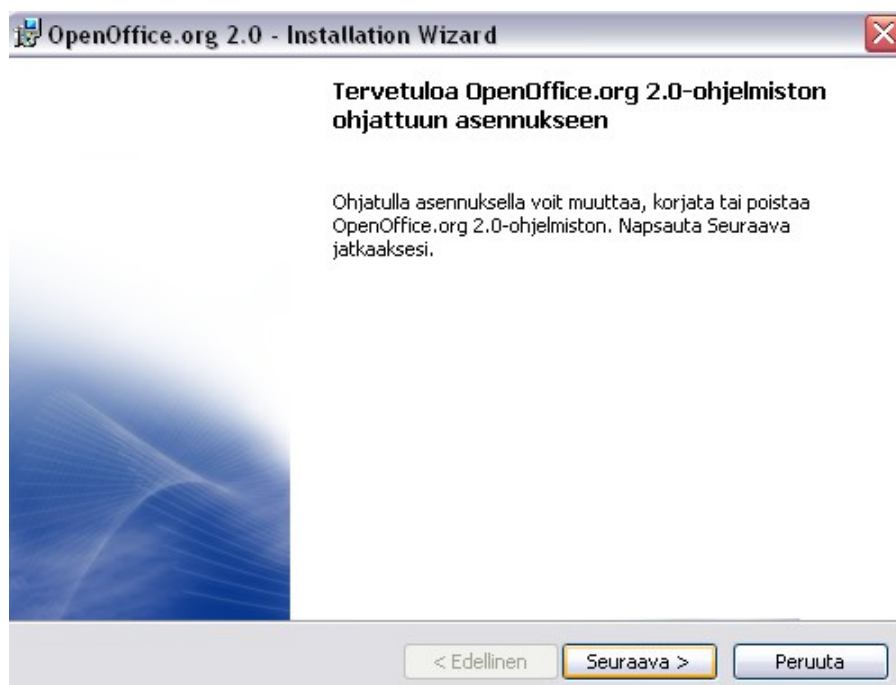 OpenOffice.org 2.0 - Installation Wizard
Tervetuloa OpenOffice.org 2.0-ohjelmiston
ohjattuun asennukseen
Ohjatulla asennuksella voit muuttaa, korjata tai poistaa
OpenOffice.org 2.0-ohjelmiston. Napsauta Seuraava
jatkaaksesi.
< Edellinen
Seuraava >
Peruuta